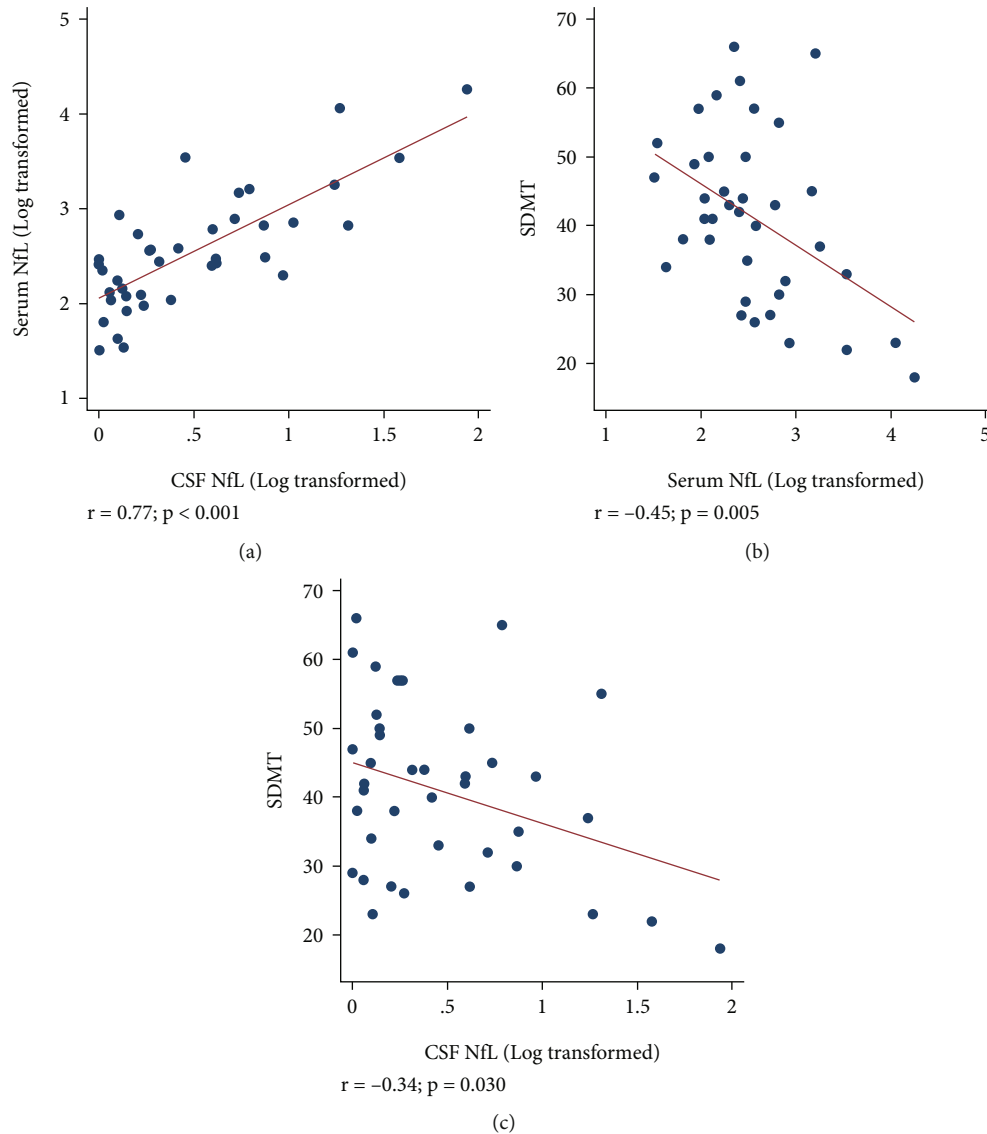 5
4
3
2
1
Serum NfL (Log transformed)
0 .5 1 1.5 2
CSF NfL (Log transformed)
r = 0.77; p < 0.001
(a)
70
60
50
40
30
20
SDMT
1 2 3 4 5
Serum NfL (Log transformed)
r = –0.45; p = 0.005
(b)
70
60
50
40
30
20
SDMT
0 .5 1 1.5 2
CSF NfL (Log transformed)
r = –0.34; p = 0.030
(c)